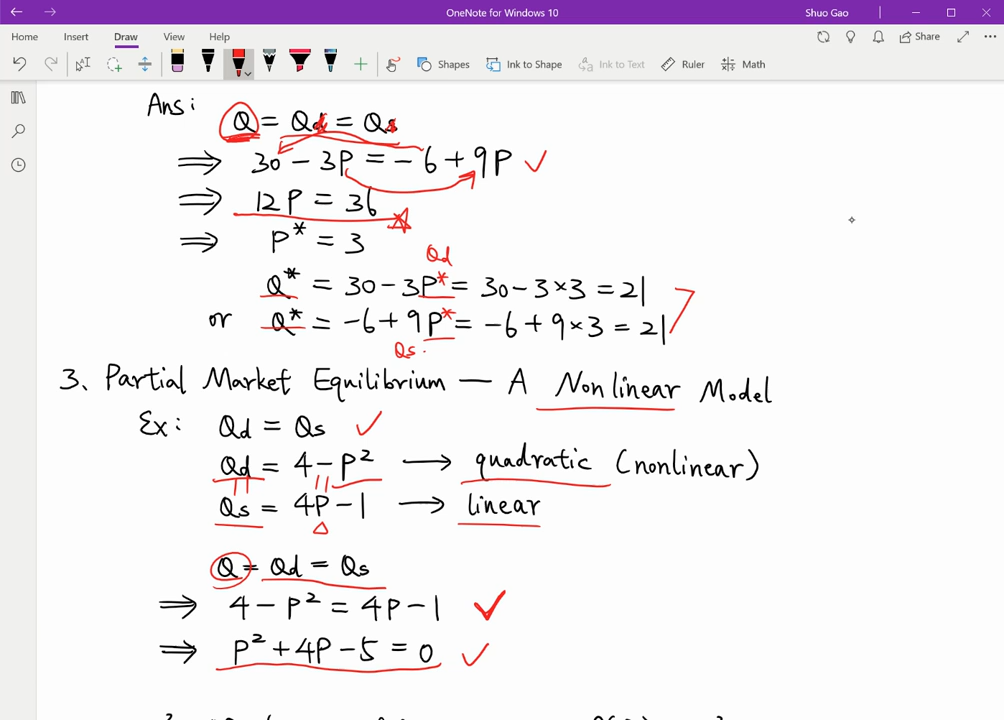 OneNote for Windows 10
Shuo Gao
Home Insert Draw View Help
Share
Shapes Ink to Shape Ink to Text Ruler Math
Ans:
Q = Qd = Qs
⇒ 30 - 3P = -6 + 9P ✓
⇒ 12P = 36
⇒ P* = 3
Qd
Q* = 30 - 3P* = 30 - 3×3 = 21
or Q* = -6 + 9P* = -6 + 9×3 = 21
Qs
3、Partial Market Equilibrium — A Nonlinear Model
Ex: Qd = Qs ✓
Qd = 4 - P² → quadratic (nonlinear)
Qs = 4P - 1 → linear
Q = Qd = Qs
⇒ 4 - P² = 4P - 1 ✓
⇒ P² + 4P - 5 = 0 ✓